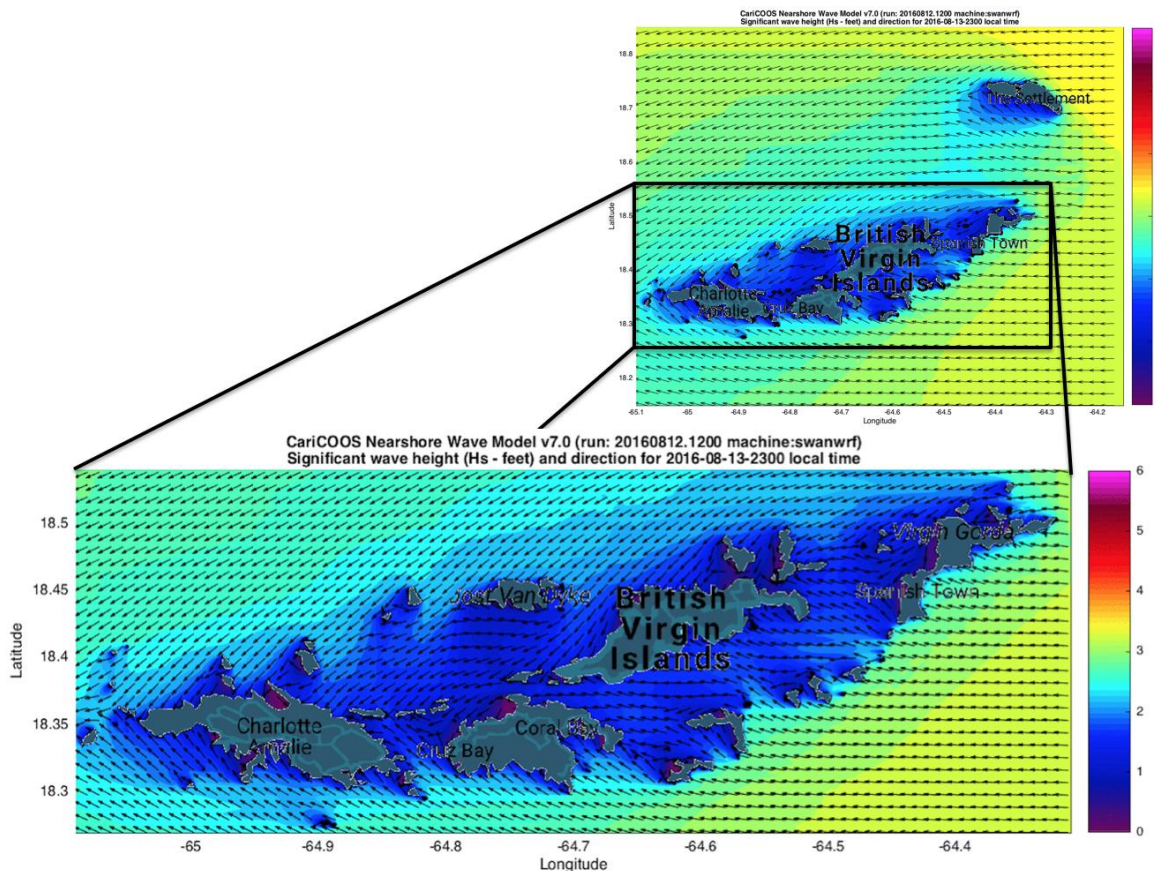 CariCOOS Nearshore Wave Model v7.0 (run: 20160812.1200 machine:swanwrf)
Significant wave height (Hs - feet) and direction for 2016-08-13-2300 local time
18.8
18.7
18.6
18.5
18.4
18.3
18.2
Latitude
The Settlement
British
Virgin
Islands
Spanish Town
Charlotte
Amalie
Cruz Bay
-65.1
-65
-64.9
-64.8
-64.7
-64.6
-64.5
-64.4
-64.3
-64.2
Longitude
CariCOOS Nearshore Wave Model v7.0 (run: 20160812.1200 machine:swanwrf)
Significant wave height (Hs - feet) and direction for 2016-08-13-2300 local time
18.5
18.45
18.4
18.35
18.3
Latitude
Virgin Gorda
Jost Van Dyke
British
Virgin
Islands
Spanish Town
Charlotte
Amalie
Cruz Bay
Coral Bay
-65
-64.9
-64.8
-64.7
-64.6
-64.5
-64.4
Longitude
6
5
4
3
2
1
0